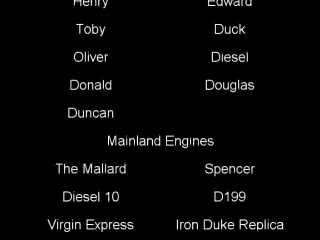 Henry Edward
Toby Duck
Oliver Diesel
Donald Douglas
Duncan
Mainland Engines
The Mallard Spencer
Diesel 10 D199
Virgin Express Iron Duke Replica